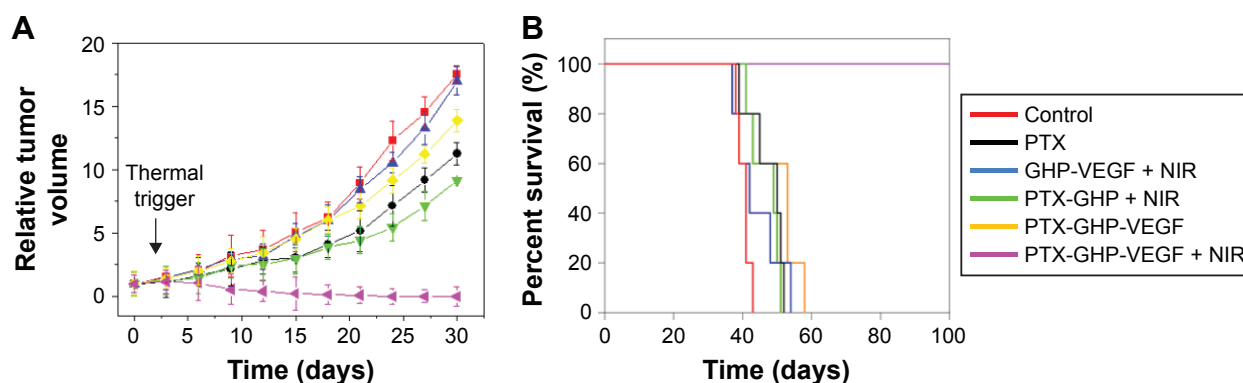 A
Relative tumor
volume
20
15
10
5
0
Thermal
trigger
0 5 10 15 20 25 30
Time (days)
B
Percent survival (%)
100
80
60
40
20
0
0 20 40 60 80 100
Time (days)
Control
PTX
GHP-VEGF + NIR
PTX-GHP + NIR
PTX-GHP-VEGF
PTX-GHP-VEGF + NIR